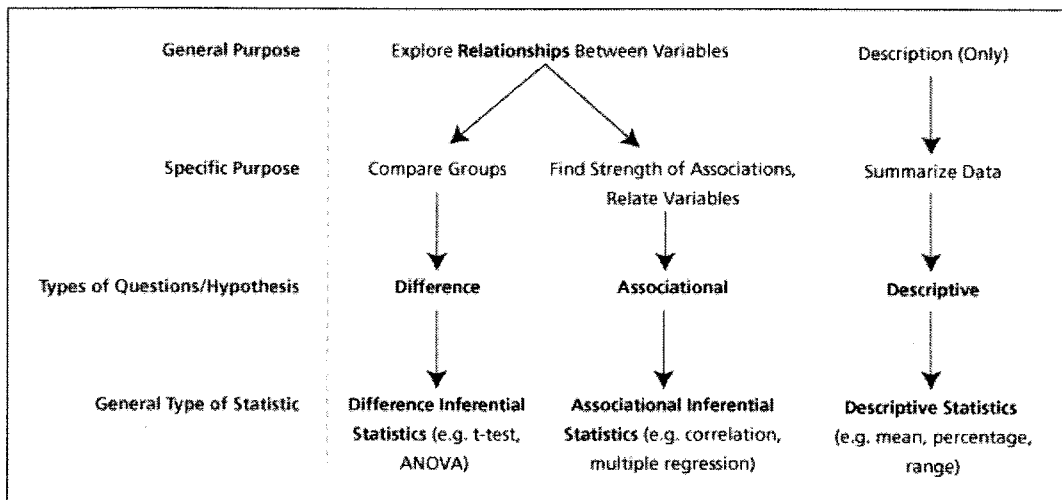 General Purpose
Explore Relationships Between Variables
Description (Only)
Specific Purpose
Compare Groups
Find Strength of Associations,
Relate Variables
Summarize Data
Types of Questions/Hypothesis
Difference
Associational
Descriptive
General Type of Statistic
Difference Inferential
Statistics (e.g. t-test,
ANOVA)
Associational Inferential
Statistics (e.g. correlation,
multiple regression)
Descriptive Statistics
(e.g. mean, percentage,
range)